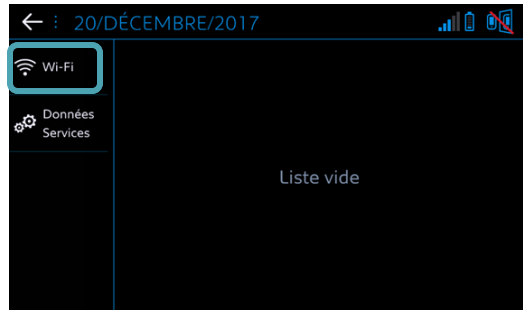 20/DÉCEMBRE/2017
Wi-Fi
Données
Services
Liste vide